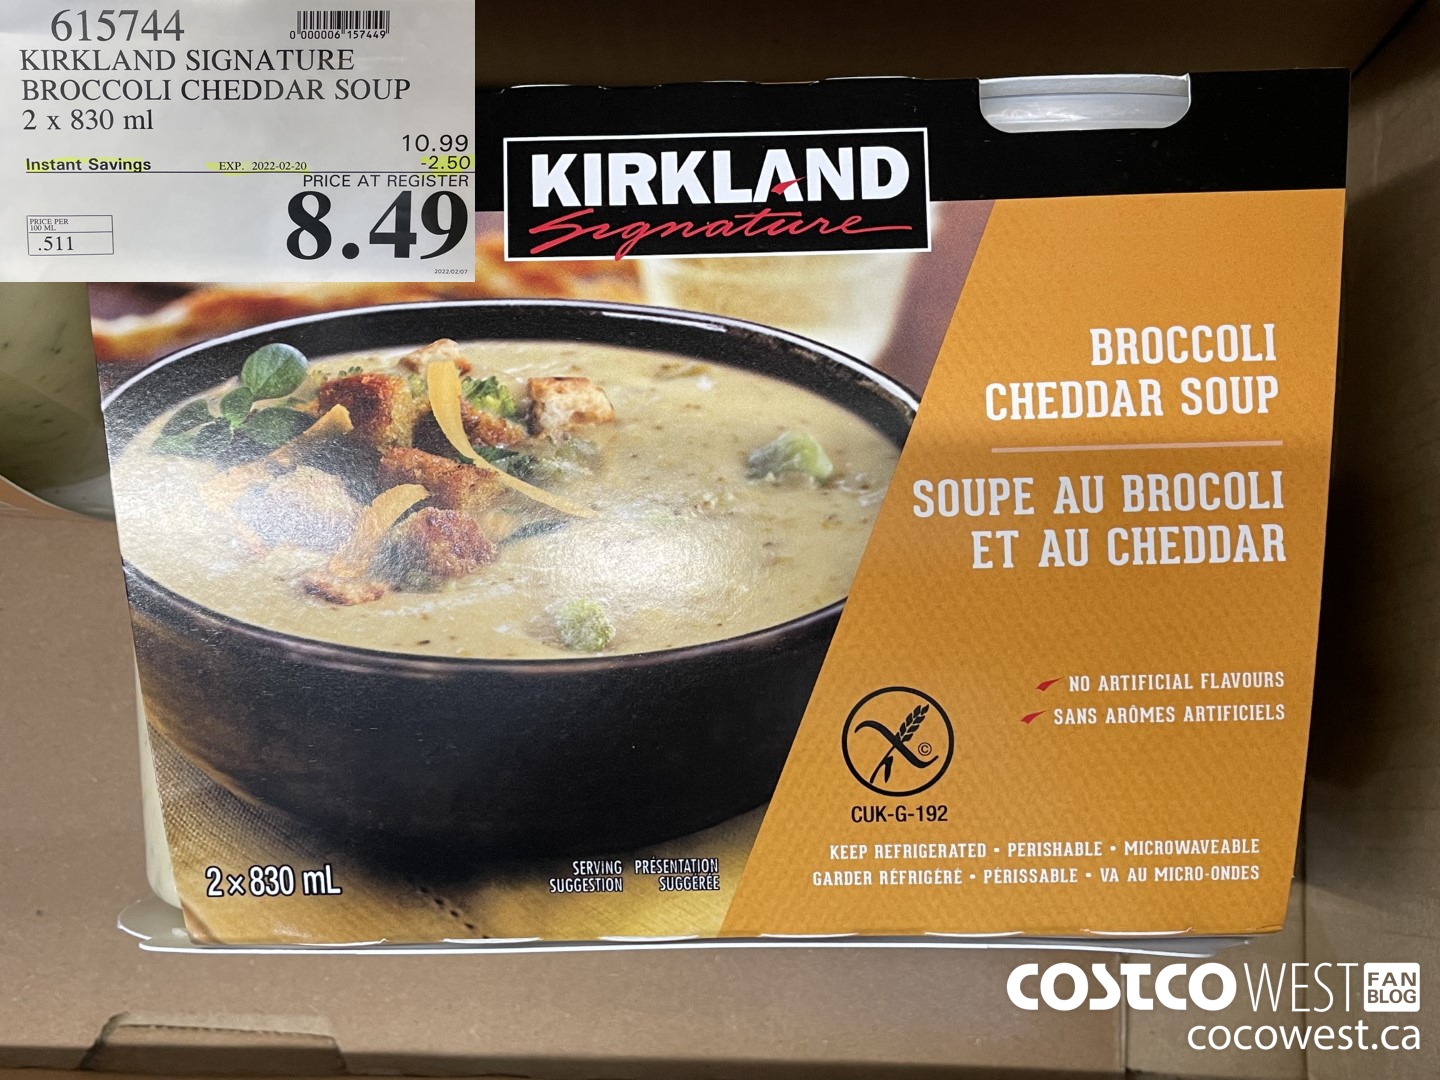 615744
0"000006"157449"
KIRKLAND SIGNATURE
BROCCOLI CHEDDAR SOUP
2 x 830 ml
10.99
Instant Savings EXP. 2022-02-20 -2.50
PRICE AT REGISTER
8.49
PRICE PER
100 ML
.511
2022/02/07
KIRKLAND
Signature
BROCCOLI
CHEDDAR SOUP
SOUPE AU BROCOLI
ET AU CHEDDAR
NO ARTIFICIAL FLAVOURS
SANS ARÔMES ARTIFICIELS
©
CUK-G-192
KEEP REFRIGERATED • PERISHABLE • MICROWAVEABLE
GARDER RÉFRIGÉRÉ • PÉRISSABLE • VA AU MICRO-ONDES
2x830 mL
SERVING PRÉSENTATION
SUGGESTION SUGGÉRÉE
COSTCO WEST FAN
BLOG
cocowest.ca